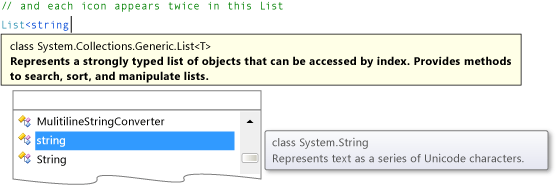 // and each icon appears twice in this List
List<string
class System.Collections.Generic.List<T>
Represents a strongly typed list of objects that can be accessed by index. Provides methods
to search, sort, and manipulate lists.
MulitilineStringConverter
string
String
class System.String
Represents text as a series of Unicode characters.